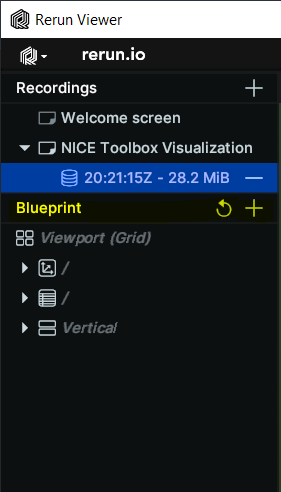 Rerun Viewer
rerun.io
Recordings
Welcome screen
NICE Toolbox Visualization
20:21:15Z - 28.2 MiB
Blueprint
Viewport (Grid)
/
/
Vertical